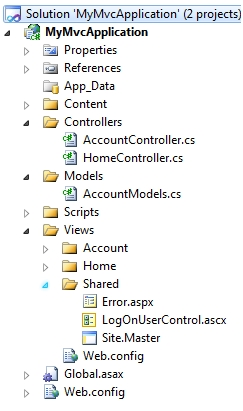 Solution 'MyMvcApplication' (2 projects)
MyMvcApplication
Properties
References
App_Data
Content
Controllers
AccountController.cs
HomeController.cs
Models
AccountModels.cs
Scripts
Views
Account
Home
Shared
Error.aspx
LogOnUserControl.ascx
Site.Master
Web.config
Global.asax
Web.config